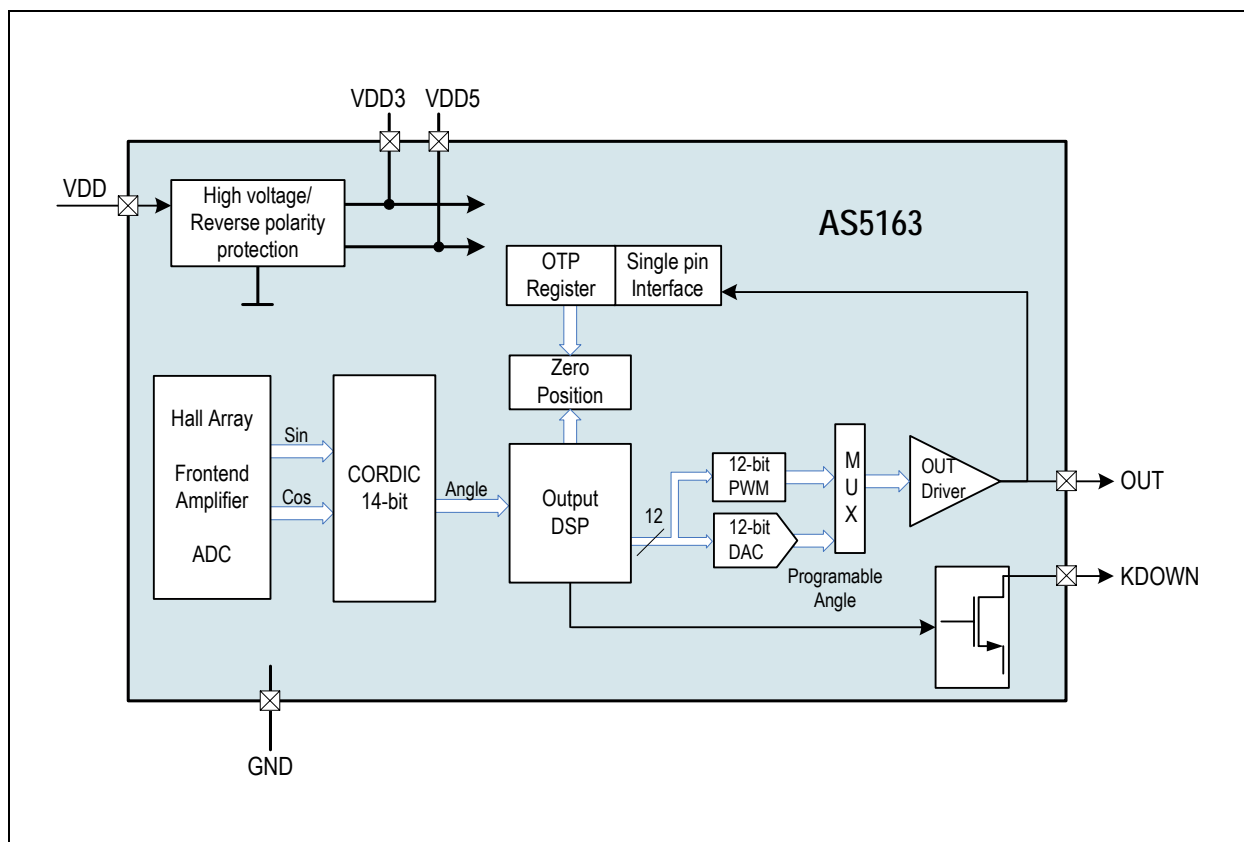 VDD3 VDD5
VDD
High voltage/
Reverse polarity
protection
AS5163
OTP
Register
Single pin
Interface
Zero
Position
Hall Array
Frontend
Amplifier
ADC
Sin
Cos
CORDIC
14-bit
Angle
Output
DSP
12
12-bit
PWM
12-bit
DAC
M
U
X
OUT
Driver
OUT
Programable
Angle
KDOWN
GND